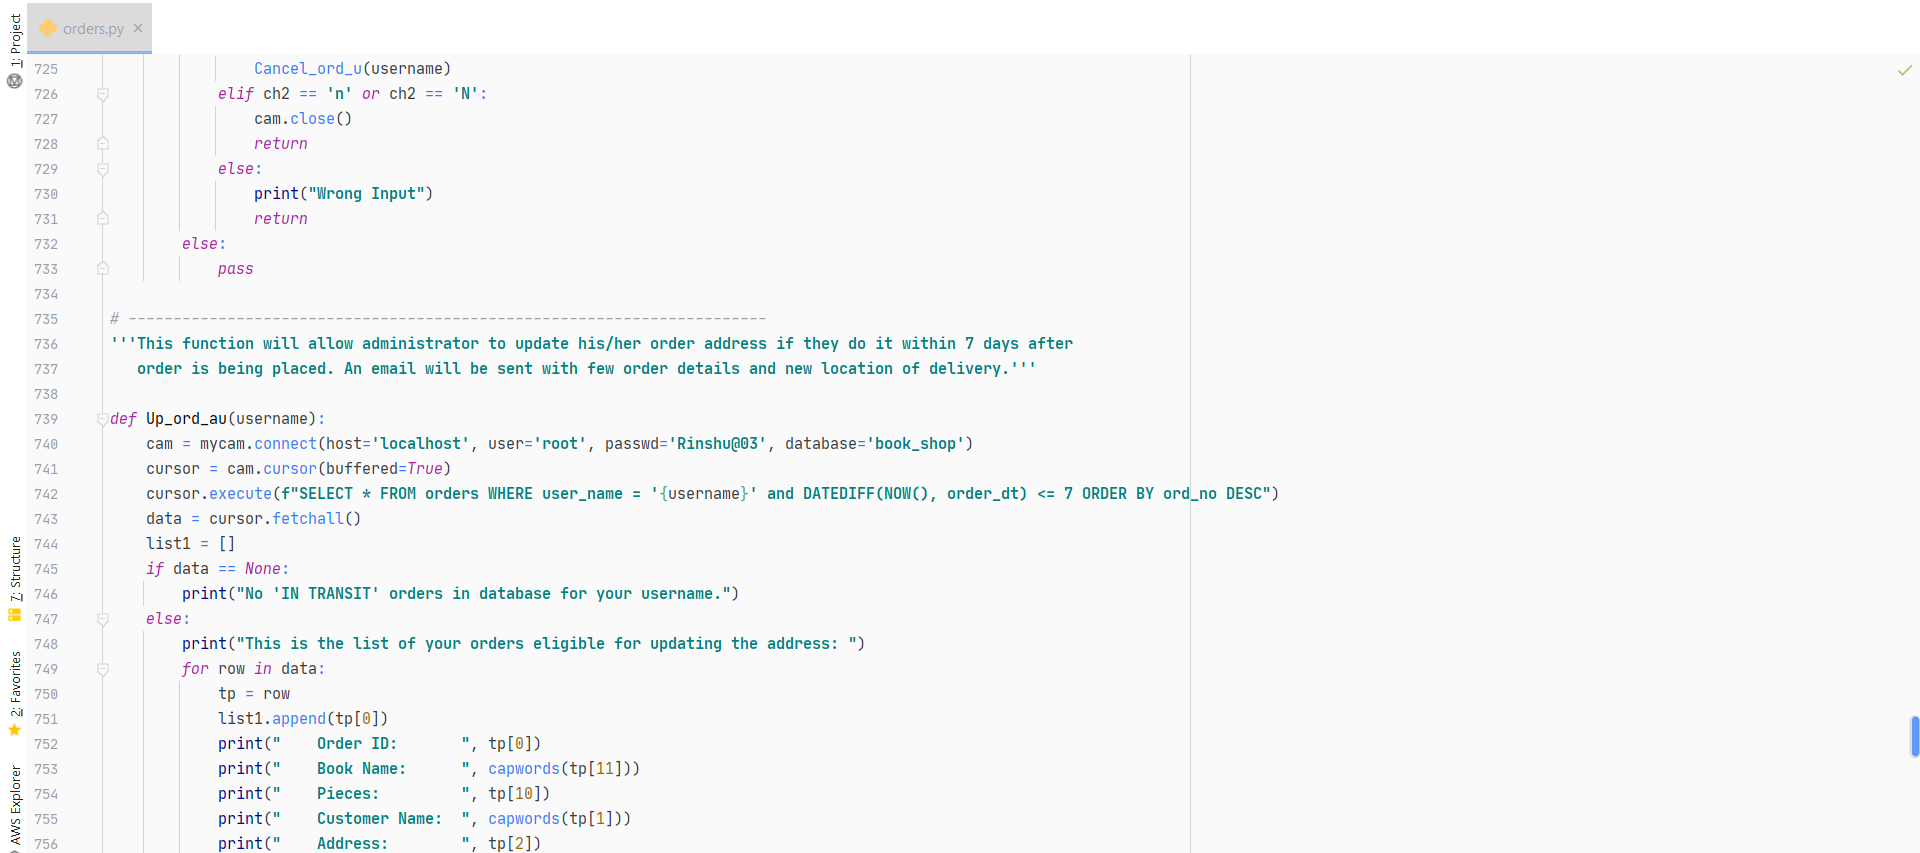 orders.py
1: Project
7: Structure
2: Favorites
AWS Explorer
725                 Cancel_ord_u(username)
726             elif ch2 == 'n' or ch2 == 'N':
727                 cam.close()
728                 return
729             else:
730                 print("Wrong Input")
731                 return
732         else:
733             pass
734
735 # -----------------------------------------------------------------------
736 '''This function will allow administrator to update his/her order address if they do it within 7 days after
737    order is being placed. An email will be sent with few order details and new location of delivery.'''
738
739 def Up_ord_au(username):
740     cam = mycam.connect(host='localhost', user='root', passwd='Rinshu@03', database='book_shop')
741     cursor = cam.cursor(buffered=True)
742     cursor.execute(f"SELECT * FROM orders WHERE user_name = '{username}' and DATEDIFF(NOW(), order_dt) <= 7 ORDER BY ord_no DESC")
743     data = cursor.fetchall()
744     list1 = []
745     if data == None:
746         print("No 'IN TRANSIT' orders in database for your username.")
747     else:
748         print("This is the list of your orders eligible for updating the address: ")
749         for row in data:
750             tp = row
751             list1.append(tp[0])
752             print("    Order ID:       ", tp[0])
753             print("    Book Name:      ", capwords(tp[11]))
754             print("    Pieces:         ", tp[10])
755             print("    Customer Name:  ", capwords(tp[1]))
756             print("    Address:        ", tp[2])